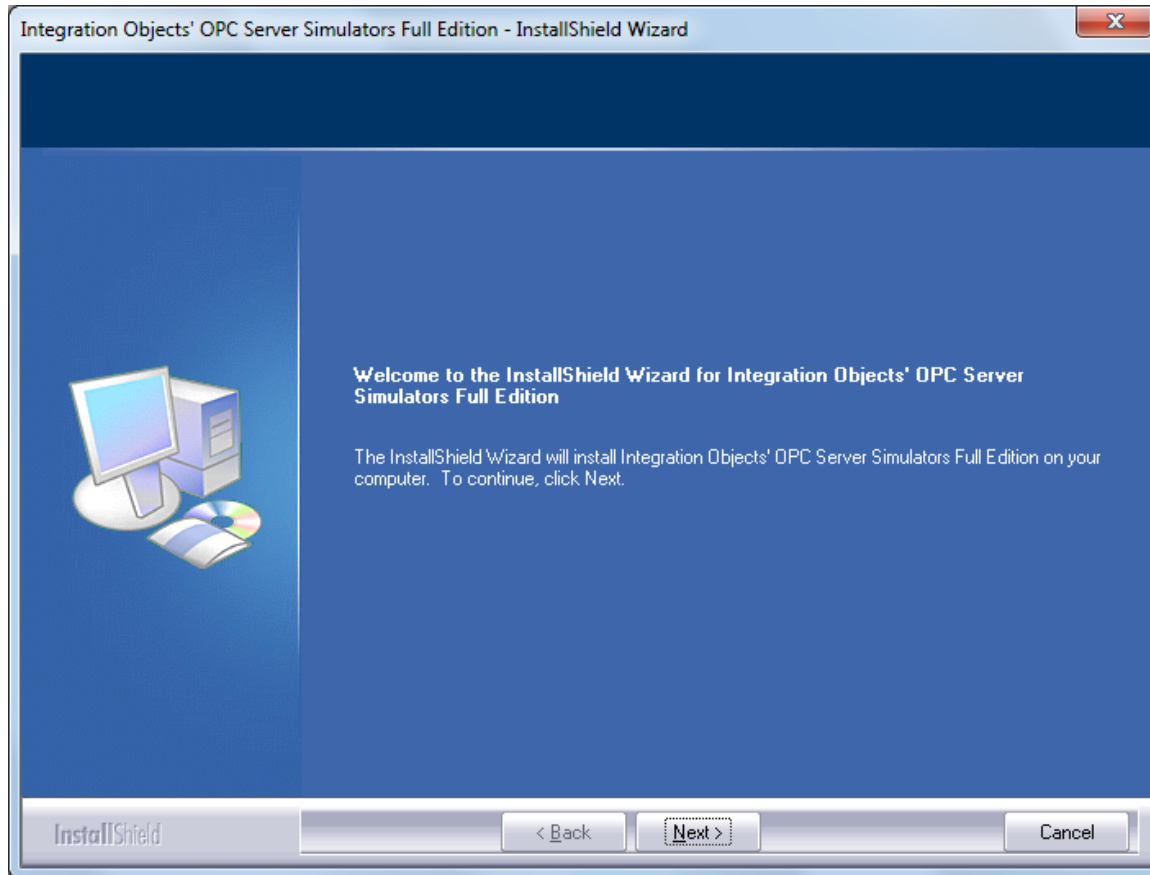 Integration Objects' OPC Server Simulators Full Edition - InstallShield Wizard
Welcome to the InstallShield Wizard for Integration Objects' OPC Server
Simulators Full Edition
The InstallShield Wizard will install Integration Objects' OPC Server Simulators Full Edition on your
computer.  To continue, click Next.
InstallShield
< Back
Next >
Cancel